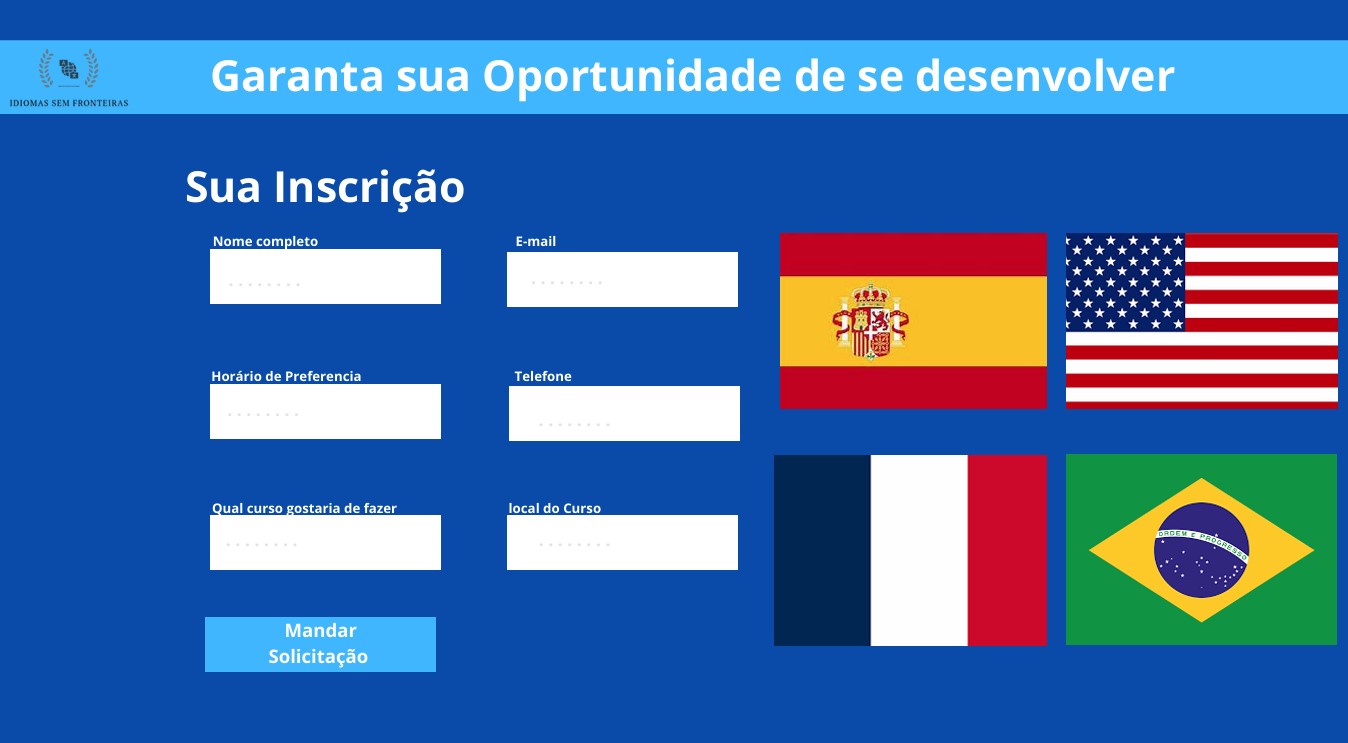 Garanta sua Oportunidade de se desenvolver
IDIOMAS SEM FRONTEIRAS
Sua Inscrição
Nome completo
E-mail
. . . . . . . .
. . . . . . . .
Horário de Preferencia
Telefone
. . . . . . . .
. . . . . . . .
Qual curso gostaria de fazer
local do Curso
. . . . . . . .
. . . . . . . .
ORDEM E PROGRESSO
Mandar
Solicitação